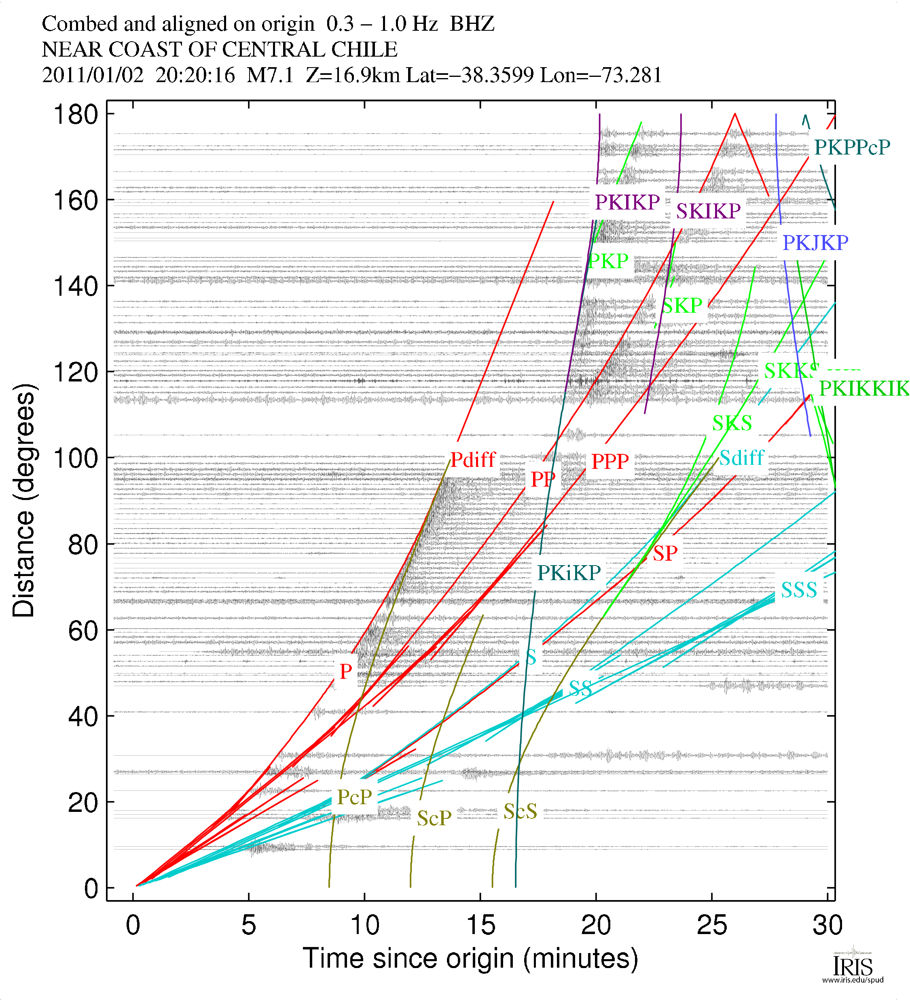 Combed and aligned on origin 0.3 − 1.0 Hz BHZ
NEAR COAST OF CENTRAL CHILE
2011/01/02 20:20:16 M7.1 Z=16.9km Lat=−38.3599 Lon=−73.281
180
160
140
120
100
80
60
40
20
0
Distance (degrees)
PKPPcP
PKIKP
SKIKP
PKJKP
PKP
SKP
SKKS
PKIKKIK
SKS
Pdiff
PPP
Sdiff
PP
SP
PKiKP
SSS
S
P
SS
PcP
ScP
ScS
0 5 10 15 20 25 30
Time since origin (minutes)
IRIS
www.iris.edu/spud